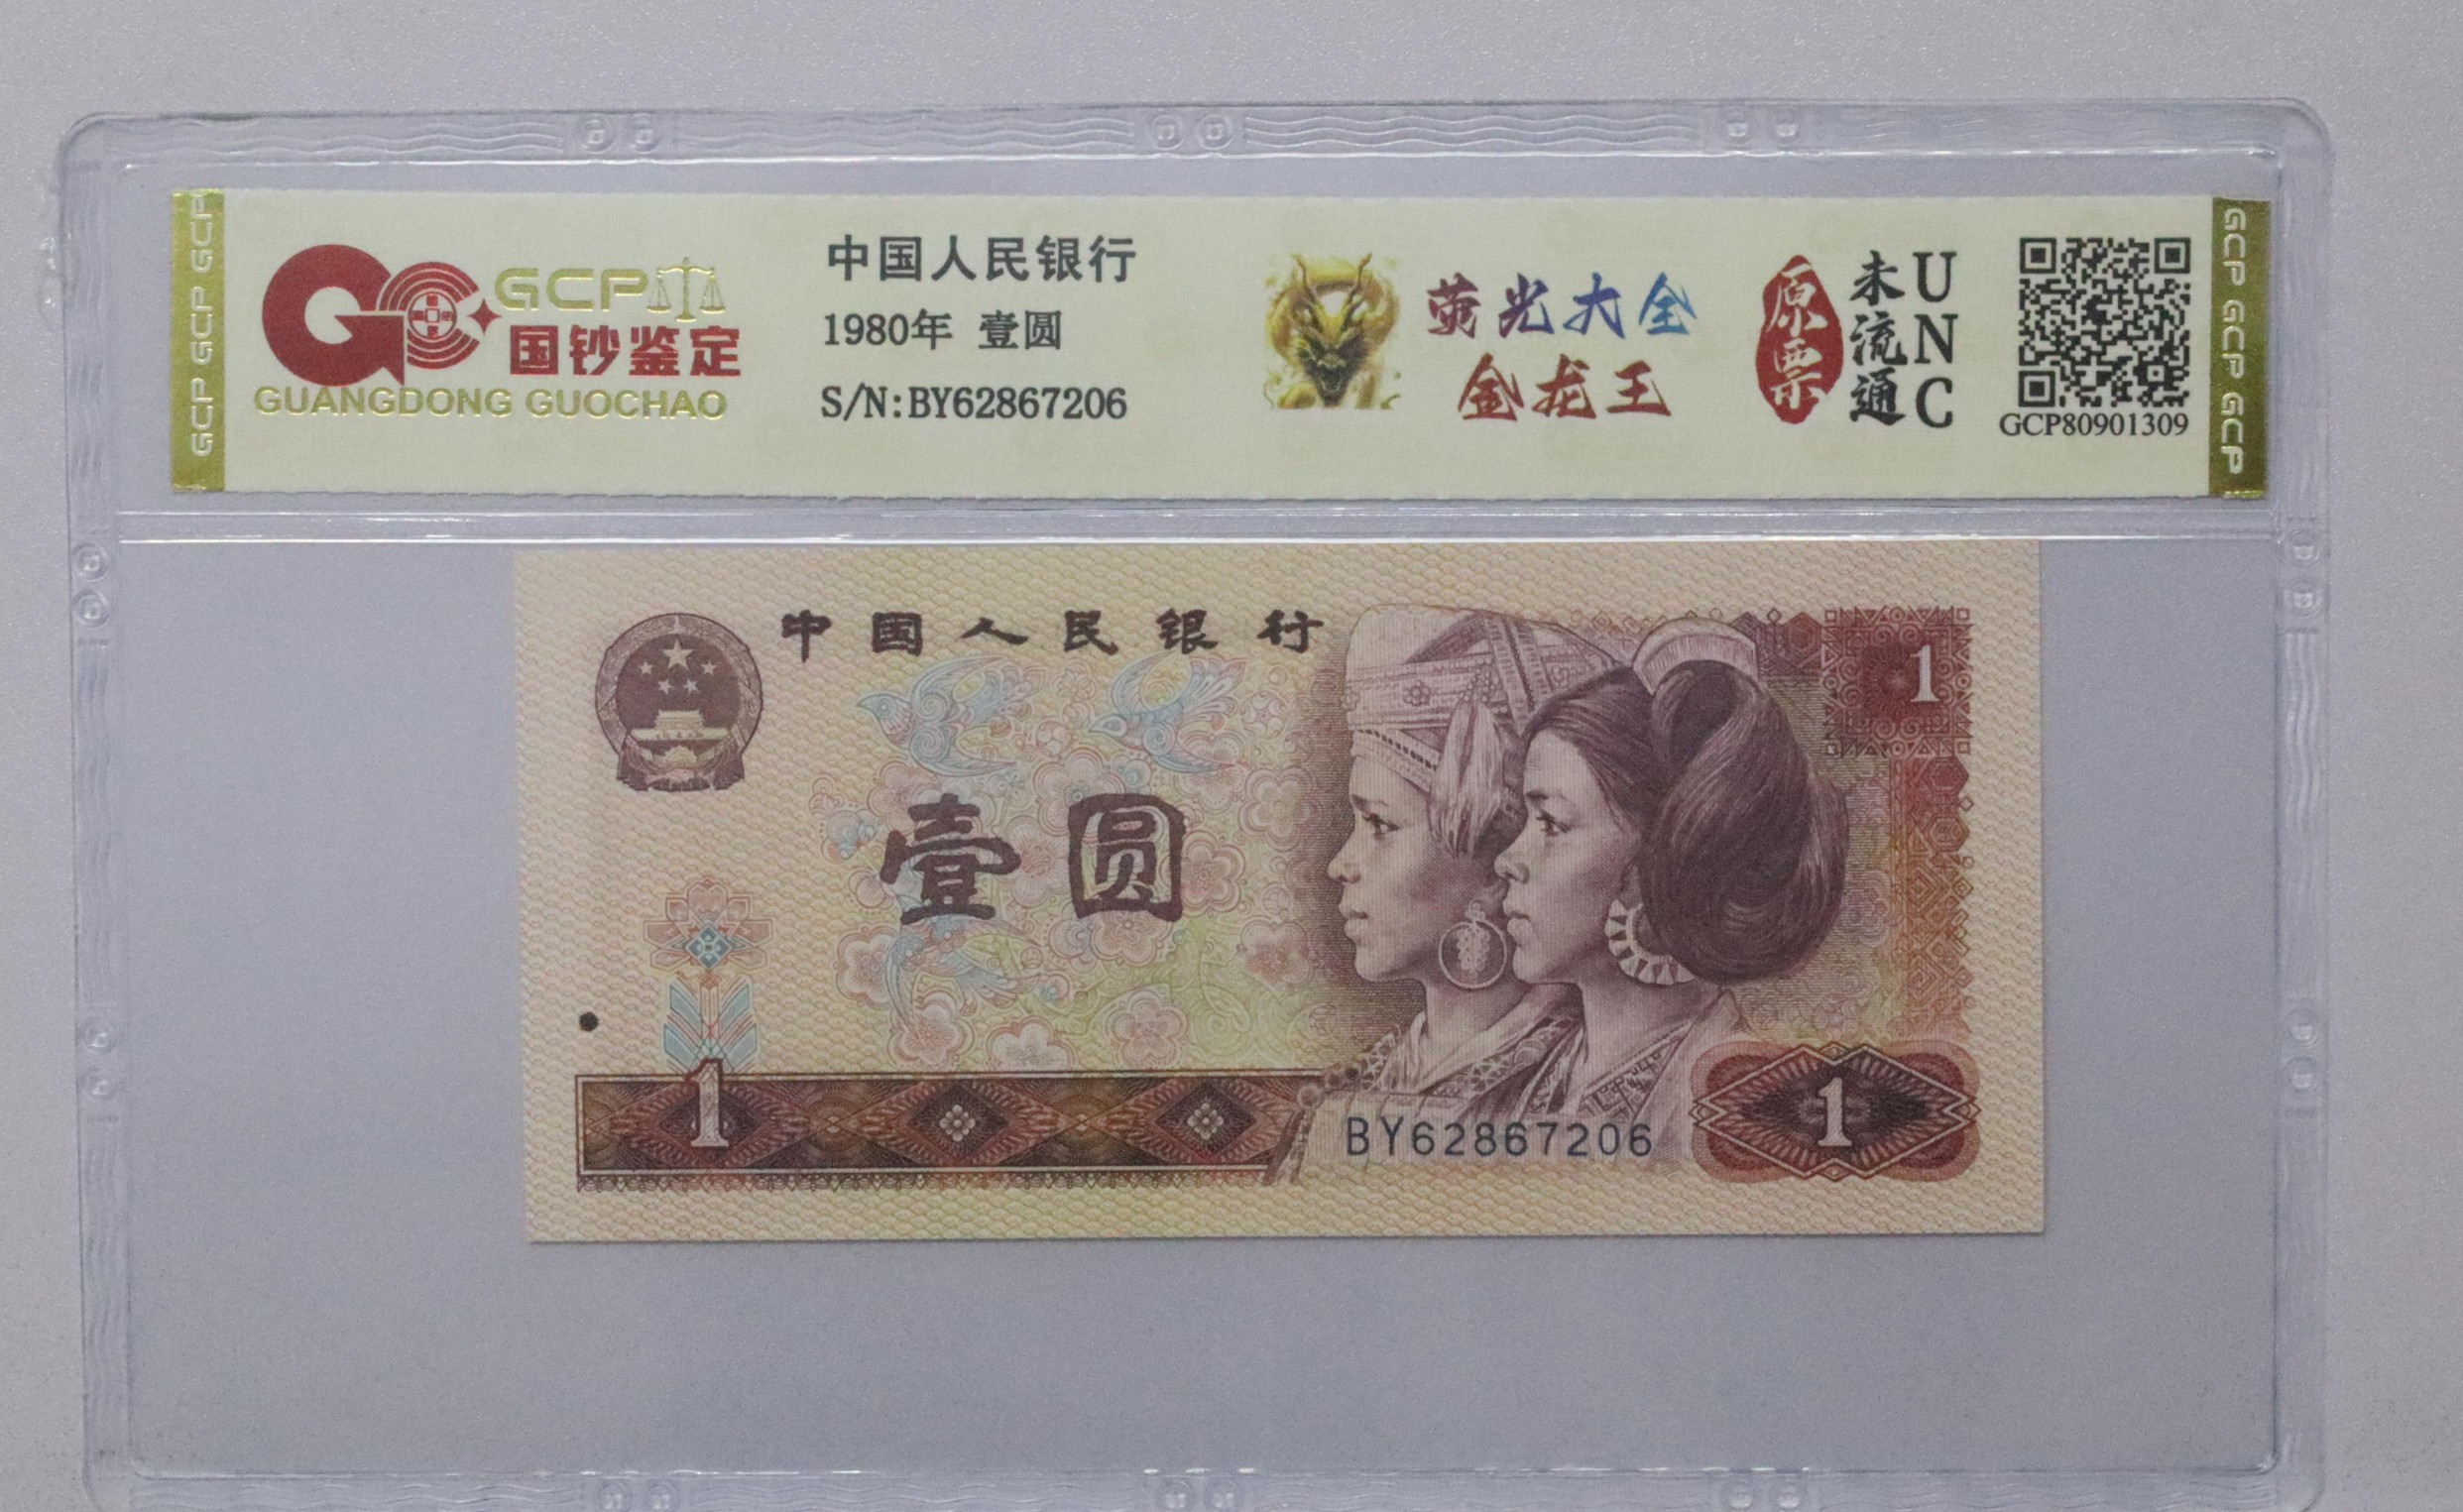 GCP GCP GCP
GCP
国钞鉴定
GUANGDONG GUOCHAO
中国人民银行
1980年 壹圆
S/N:BY62867206
荧光大全
金龙王
原票
未流通
UNC
GCP80901309
GCP GCP GCP
中国人民银行
1
壹圆
1
BY62867206
1